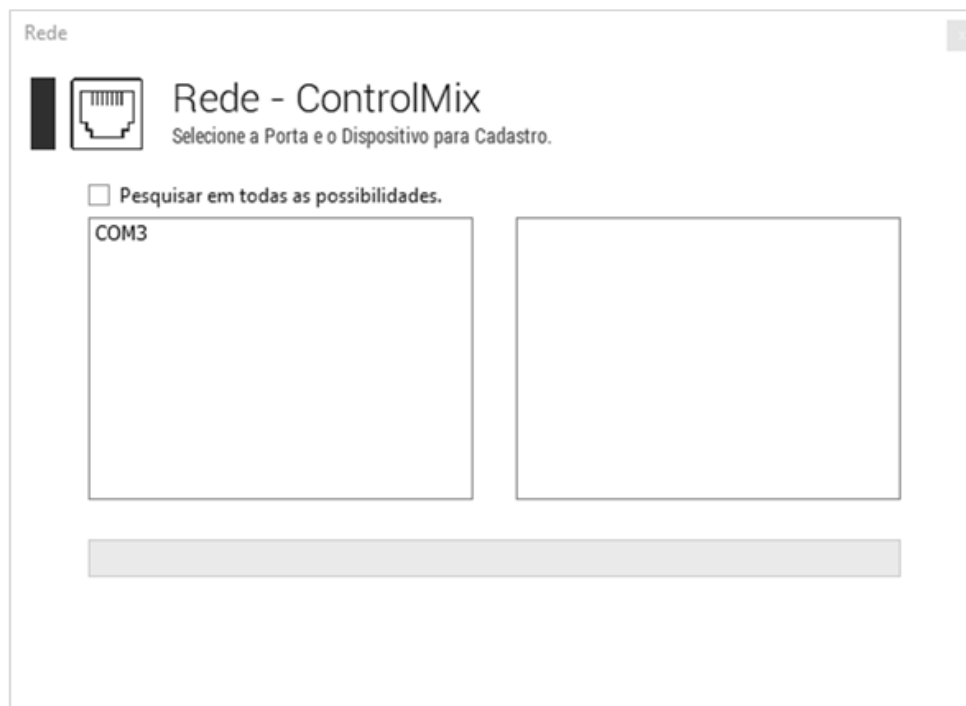 Rede
Rede - ControlMix
Selecione a Porta e o Dispositivo para Cadastro.
Pesquisar em todas as possibilidades.
COM3